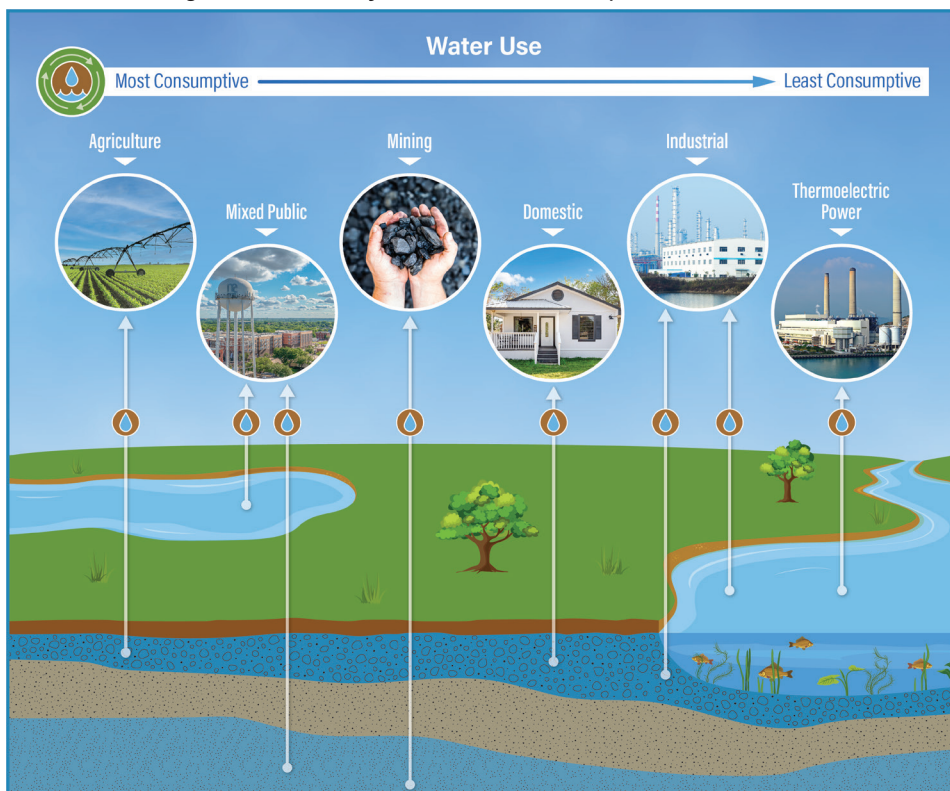 Water Use
Most Consumptive
Least Consumptive
Agriculture
Mixed Public
Mining
Domestic
Industrial
Thermoelectric
Power